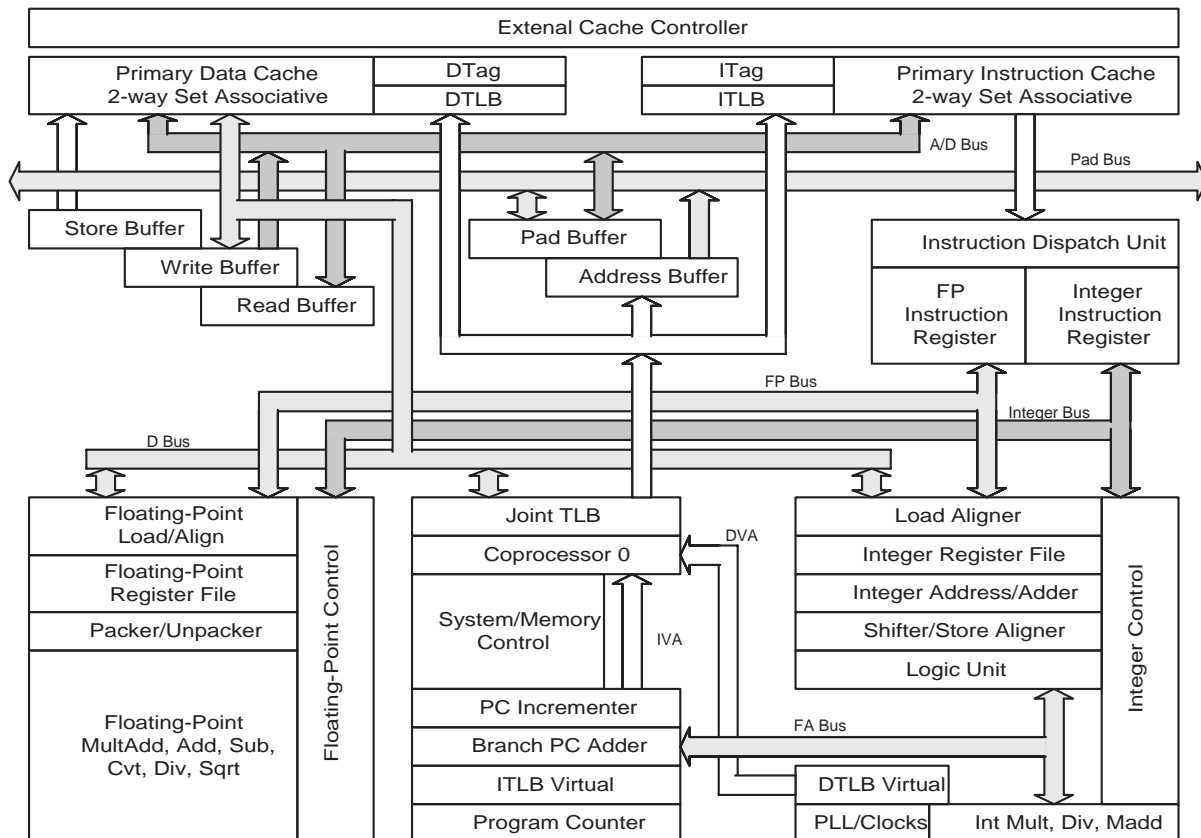 Extenal Cache Controller
Primary Data Cache
2-way Set Associative
DTag
DTLB
ITag
ITLB
Primary Instruction Cache
2-way Set Associative
A/D Bus
Pad Bus
Store Buffer
Write Buffer
Read Buffer
Pad Buffer
Address Buffer
Instruction Dispatch Unit
FP
Instruction
Register
Integer
Instruction
Register
FP Bus
Integer Bus
D Bus
Floating-Point
Load/Align
Floating-Point
Register File
Packer/Unpacker
Floating-Point
MultAdd, Add, Sub,
Cvt, Div, Sqrt
Floating-Point Control
Joint TLB
Coprocessor 0
System/Memory
Control
PC Incrementer
Branch PC Adder
ITLB Virtual
Program Counter
DVA
IVA
FA Bus
Load Aligner
Integer Register File
Integer Address/Adder
Shifter/Store Aligner
Logic Unit
Integer Control
DTLB Virtual
PLL/Clocks
Int Mult, Div, Madd